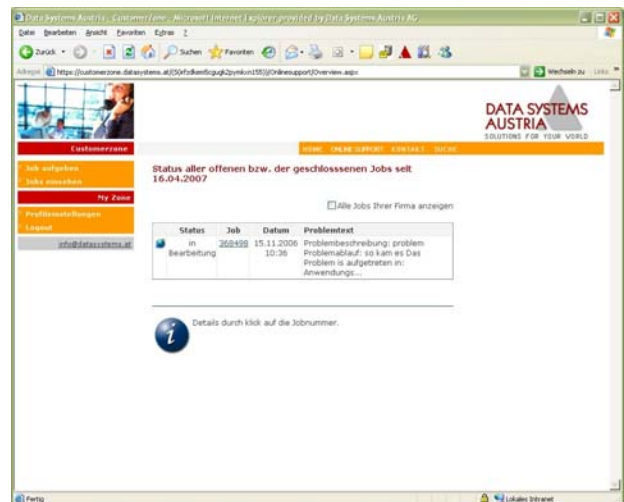 Data Systems Austria - Customerzone - Microsoft Internet Explorer provided by Data Systems Austria AG
Datei Bearbeiten Ansicht Favoriten Extras ?
Zurück Suchen Favoriten
Adresse Wechseln zu Links
DATA SYSTEMS
AUSTRIA
SOLUTIONS FOR YOUR WORLD
Customerzone
HOME ONLINE SUPPORT KONTAKT SUCHE
Job aufgeben
Jobs einsehen
My Zone
Profileinstellungen
Logout
info@datasystems.at
Status aller offenen bzw. der geschlosssenen Jobs seit
16.04.2007
Alle Jobs Ihrer Firma anzeigen
Status Job Datum Problemtext
in Bearbeitung 368498 15.11.2006 10:36 Problembeschreibung: problem
Problemablauf: so kam es Das
Problem is aufgetreten in:
Anwendungs...
Details durch klick auf die Jobnummer.
Fertig Lokales Intranet